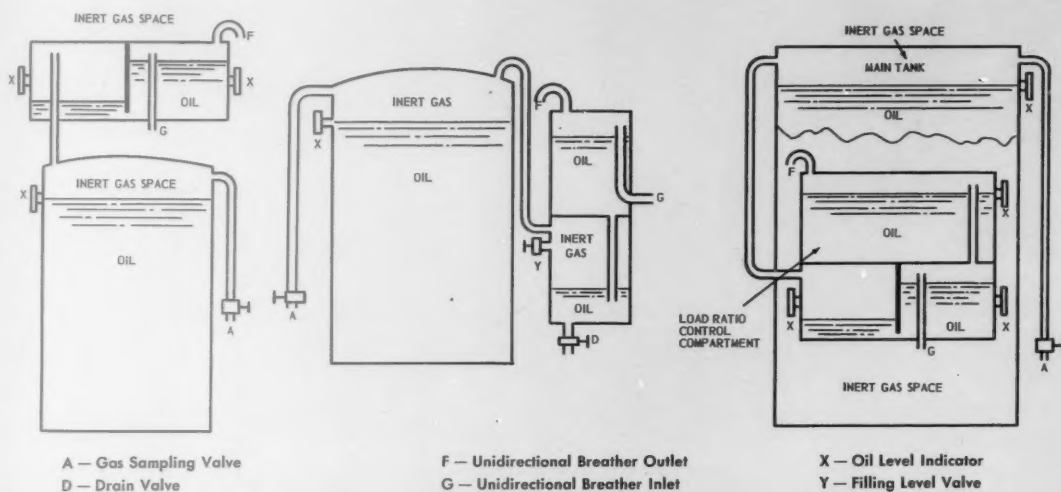 INERT GAS SPACE
F
X
X
OIL
G
INERT GAS SPACE
X
OIL
A
INERT GAS
X
OIL
A
F
OIL
G
INERT
GAS
Y
OIL
D
INERT GAS SPACE
MAIN TANK
X
OIL
F
X
OIL
LOAD RATIO
CONTROL
COMPARTMENT
X
OIL
X
G
INERT GAS SPACE
A
A — Gas Sampling Valve
D — Drain Valve
F — Unidirectional Breather Outlet
G — Unidirectional Breather Inlet
X — Oil Level Indicator
Y — Filling Level Valve